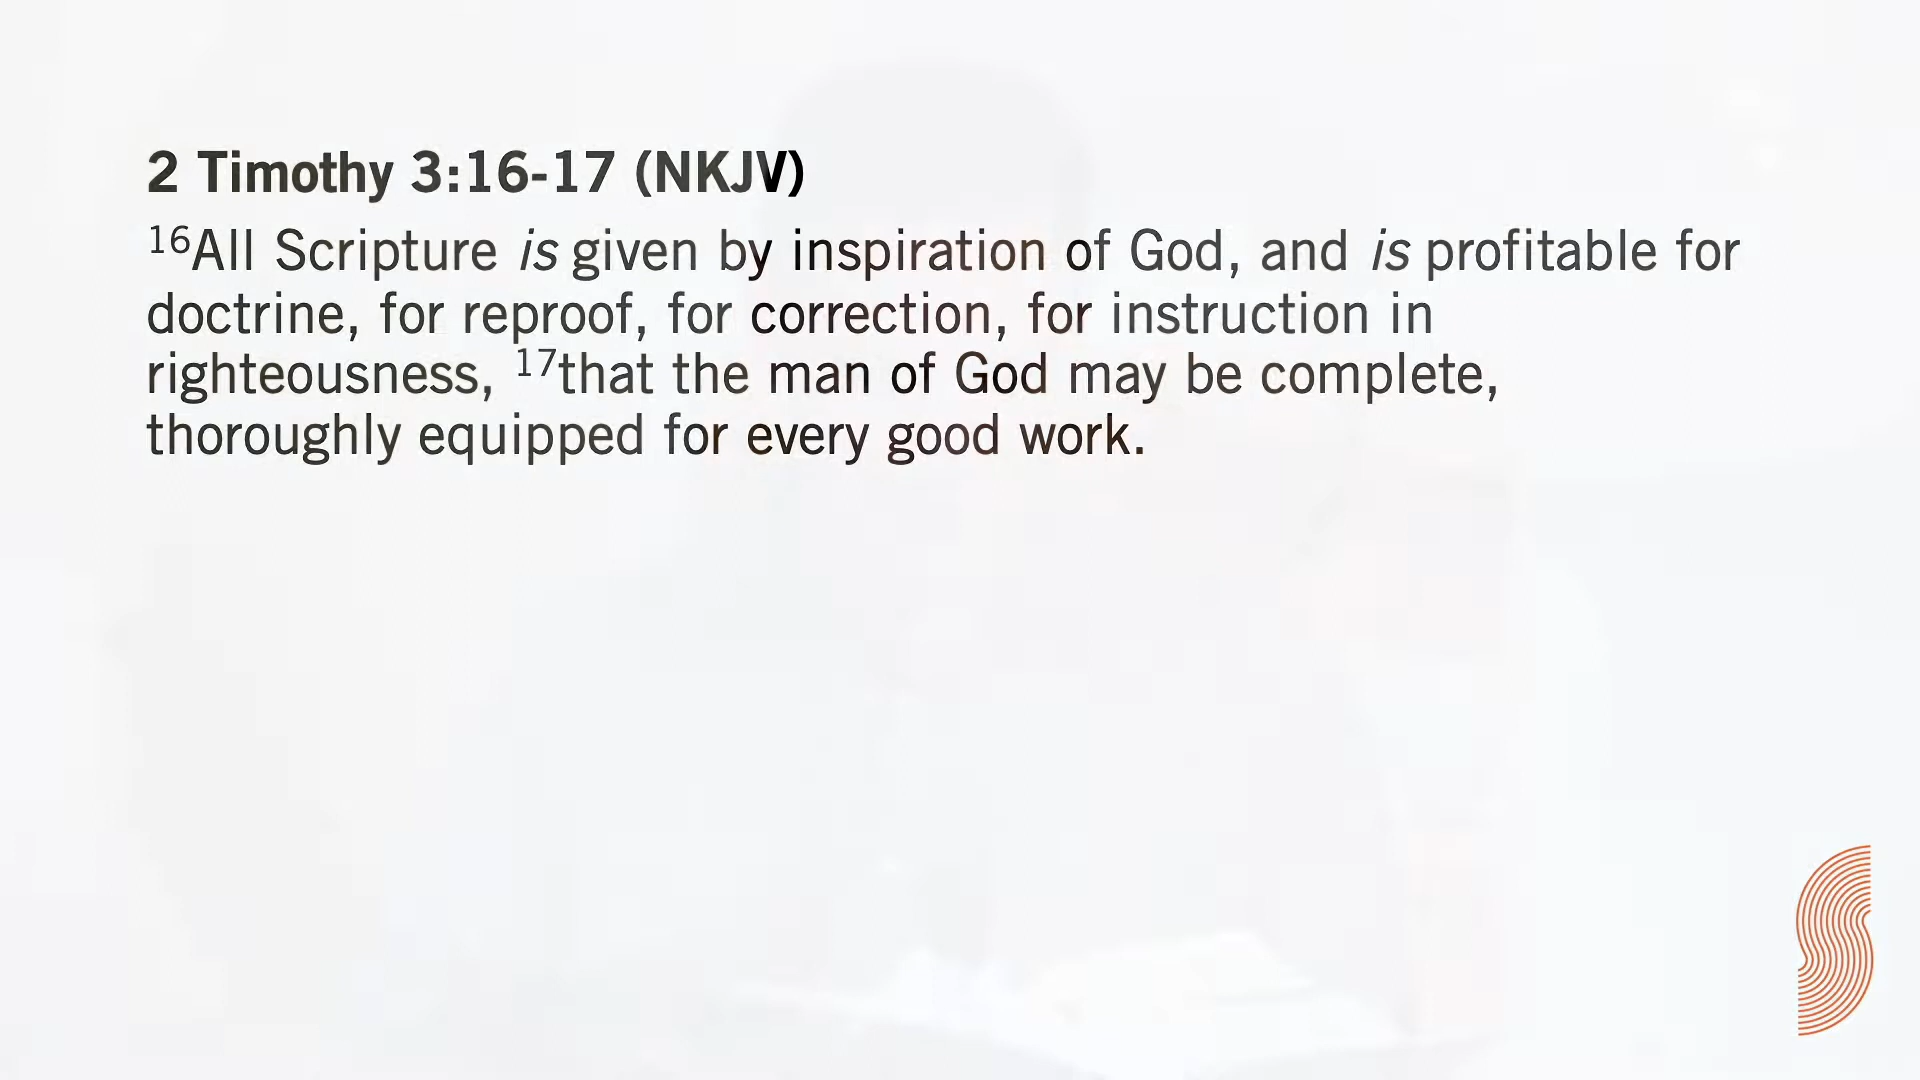 2 Timothy 3:16-17 (NKJV)
16All Scripture is given by inspiration of God, and is profitable for
doctrine, for reproof, for correction, for instruction in
righteousness, 17that the man of God may be complete,
thoroughly equipped for every good work.